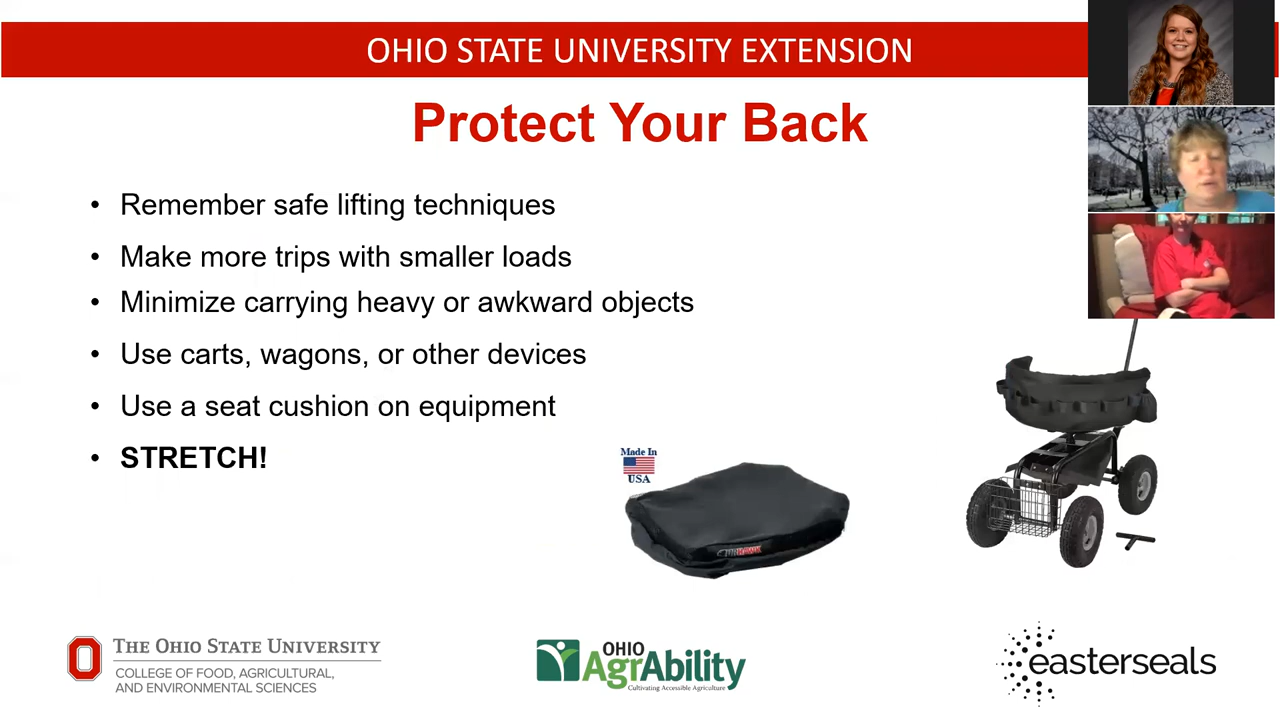 OHIO STATE UNIVERSITY EXTENSION
Protect Your Back
• Remember safe lifting techniques
• Make more trips with smaller loads
• Minimize carrying heavy or awkward objects
• Use carts, wagons, or other devices
• Use a seat cushion on equipment
• STRETCH!
Made In
USA
THE OHIO STATE UNIVERSITY
COLLEGE OF FOOD, AGRICULTURAL,
AND ENVIRONMENTAL SCIENCES
OHIO
AgrAbility
Cultivating Accessible Agriculture
easterseals